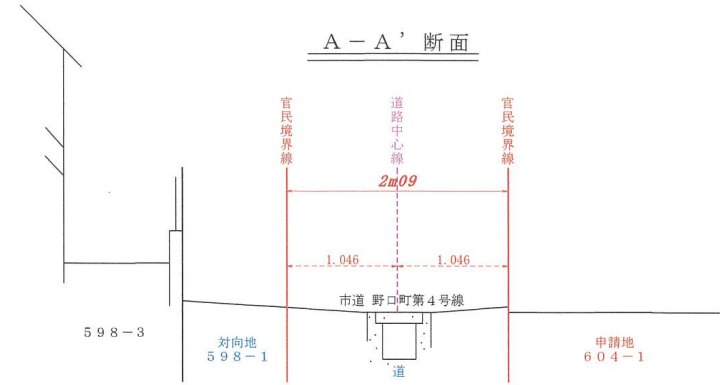 A－A’断面
官民境界線
道路中心線
官民境界線
2m09
1.046
1.046
市道 野口町第4号線
598－3
対向地
598－1
道
申請地
604－1